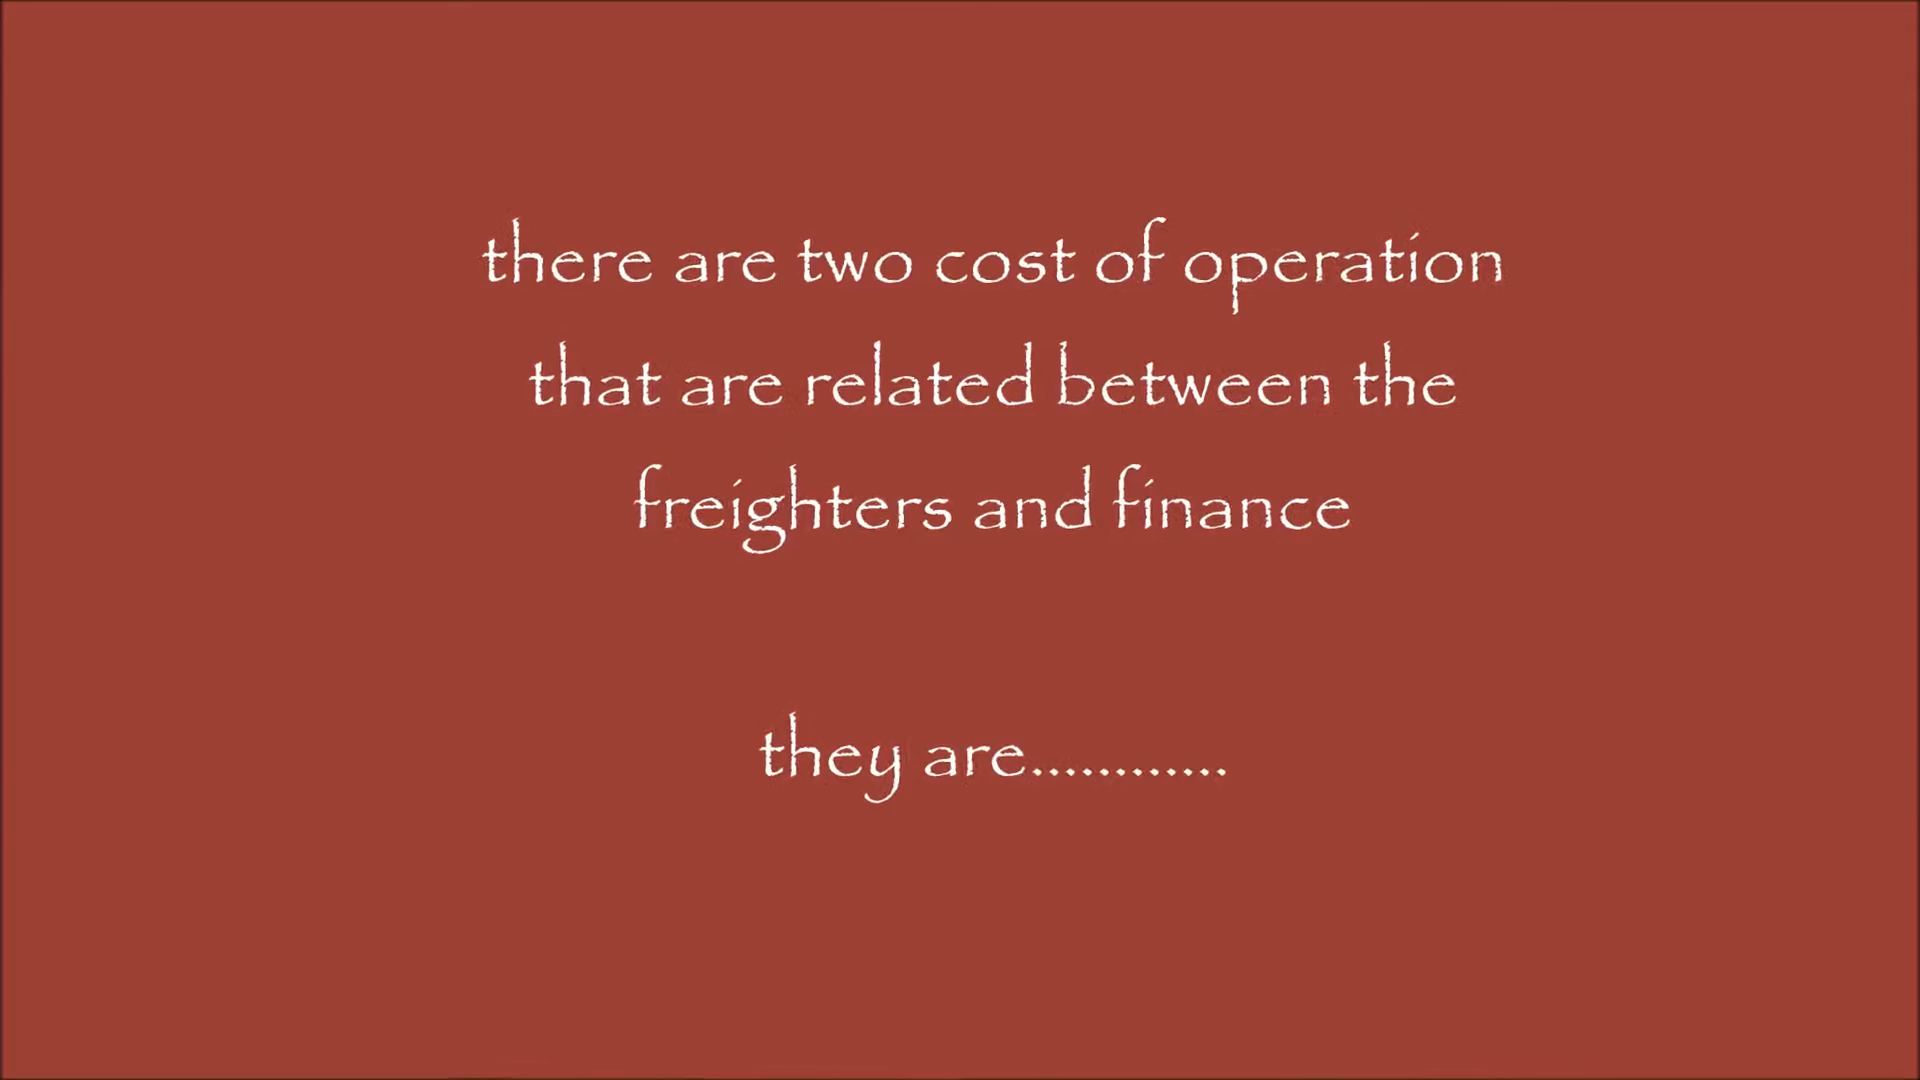 there are two cost of operation
that are related between the
freighters and finance
they are............